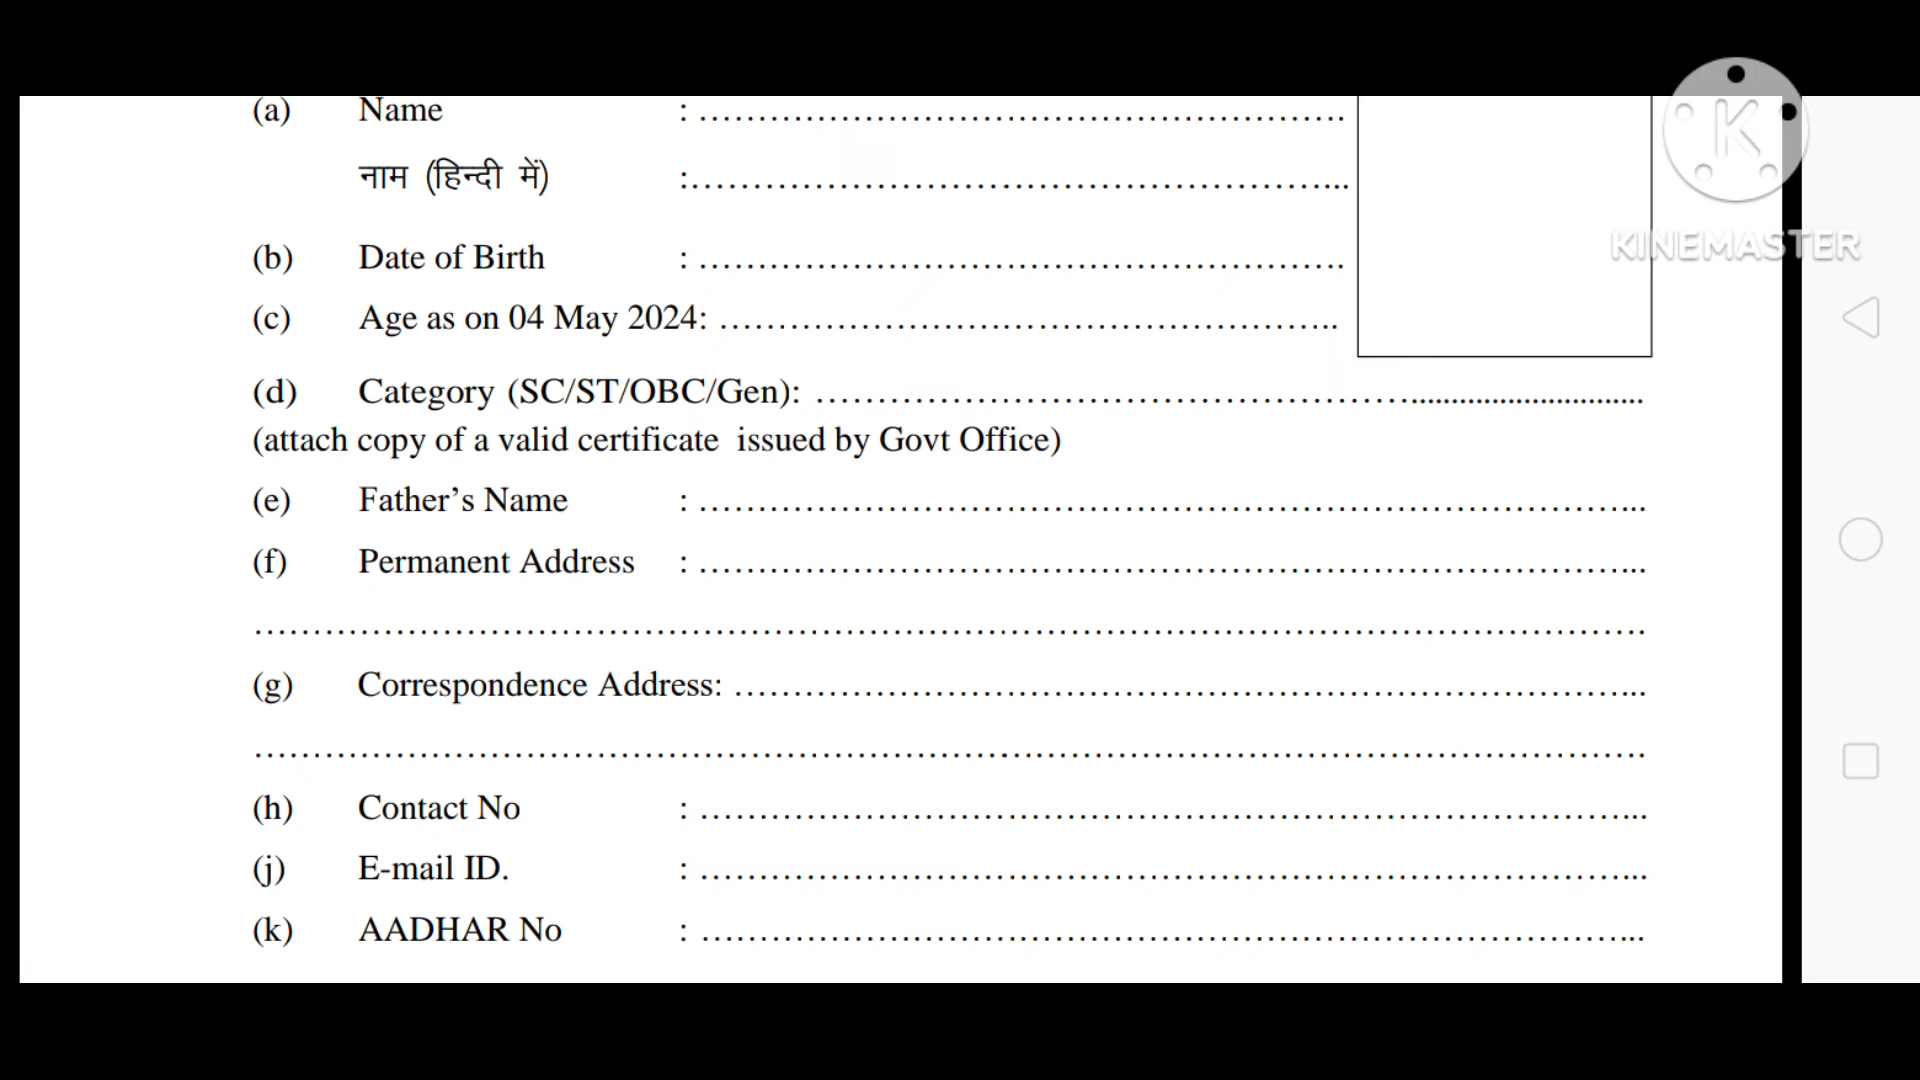 (a) Name : ………………………………………………….
नाम (हिन्दी में) :…………………………………………………...
(b) Date of Birth : ………………………………………………….
(c) Age as on 04 May 2024: ………………………………………………..
(d) Category (SC/ST/OBC/Gen): ……………………………………………...........................
(attach copy of a valid certificate issued by Govt Office)
(e) Father’s Name : …………………………………………………………………………...
(f) Permanent Address : …………………………………………………………………………...
………………………………………………………………………………………………………………….
(g) Correspondence Address: ………………………………………………………………………...
………………………………………………………………………………………………………………….
(h) Contact No : …………………………………………………………………………...
(j) E-mail ID. : …………………………………………………………………………...
(k) AADHAR No : …………………………………………………………………………...
K
KINEMASTER